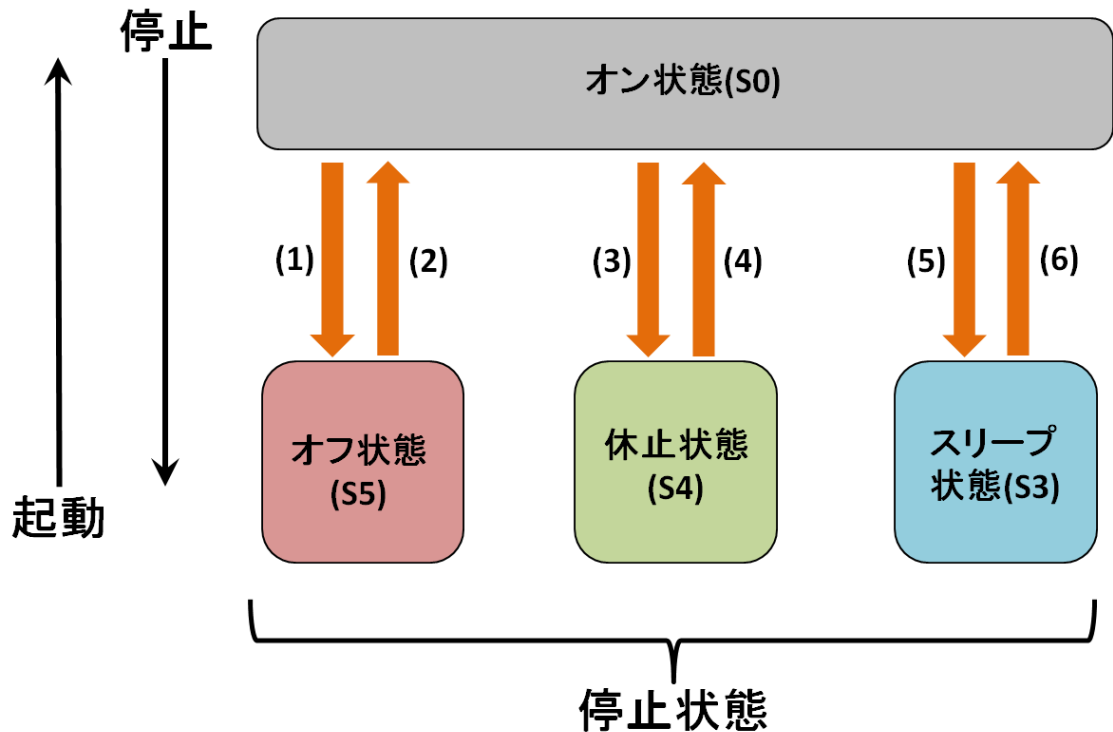 停止
オン状態(S0)
(1)
(2)
(3)
(4)
(5)
(6)
オフ状態
(S5)
休止状態
(S4)
スリープ
状態(S3)
起動
停止状態